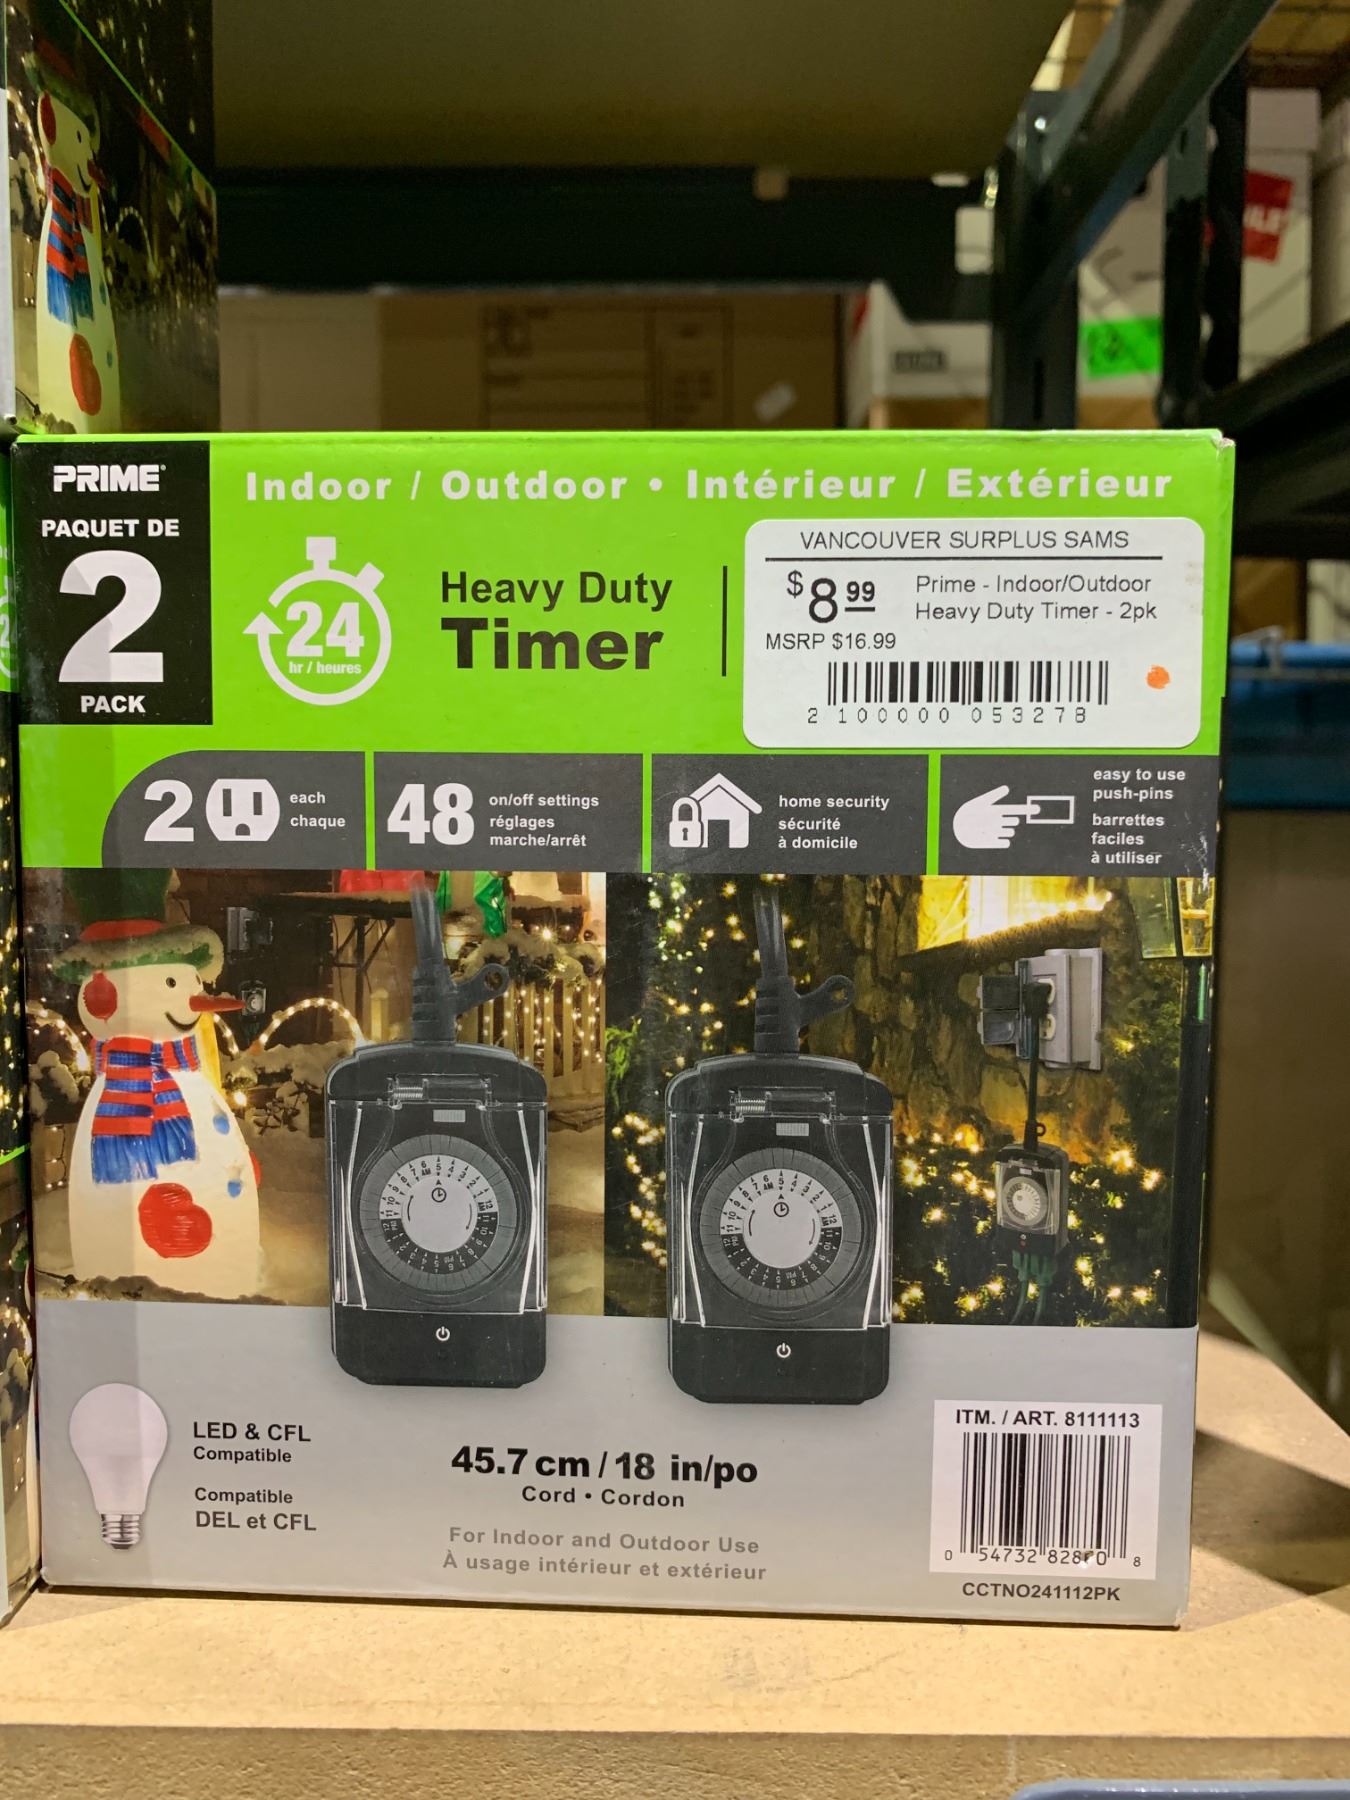 PRIME
PAQUET DE
2
PACK
Indoor / Outdoor • Intérieur / Extérieur
24
hr / heures
Heavy Duty
Timer
VANCOUVER SURPLUS SAMS
$8.99
Prime - Indoor/Outdoor
Heavy Duty Timer - 2pk
MSRP $16.99
2 100000 053278
2
each
chaque
48
on/off settings
réglages
marche/arrêt
home security
sécurité
à domicile
easy to use
push-pins
barrettes
faciles
à utiliser
LED & CFL
Compatible
Compatible
DEL et CFL
45.7 cm / 18 in/po
Cord • Cordon
For Indoor and Outdoor Use
À usage intérieur et extérieur
ITM. / ART. 8111113
0 54732 82860 8
CCTNO241112PK